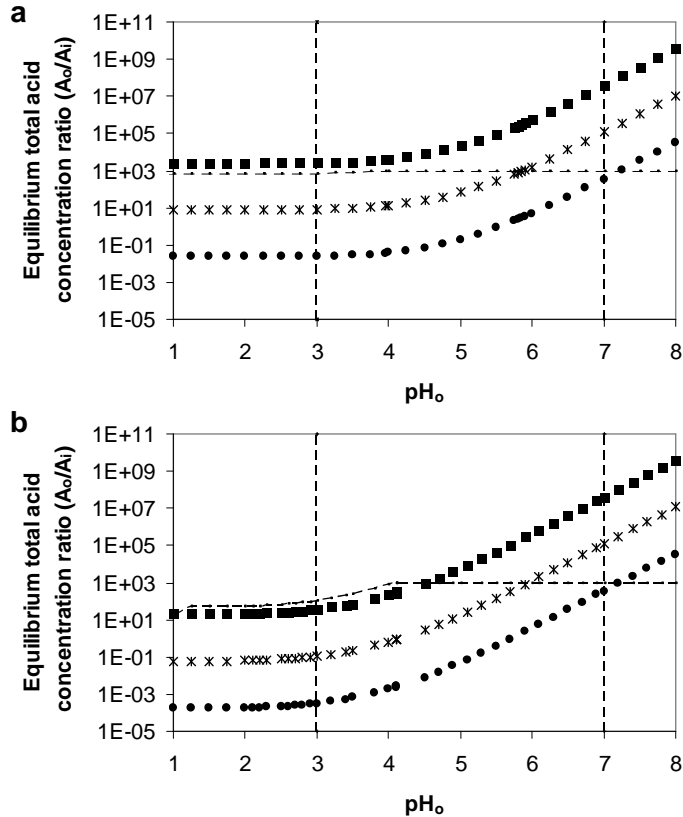 a
1E+11
1E+09
1E+07
1E+05
1E+03
1E+01
1E-01
1E-03
1E-05
Equilibrium total acid
concentration ratio (Ao/Ai)
1 2 3 4 5 6 7 8
pHo
b
1E+11
1E+09
1E+07
1E+05
1E+03
1E+01
1E-01
1E-03
1E-05
Equilibrium total acid
concentration ratio (Ao/Ai)
1 2 3 4 5 6 7 8
pHo